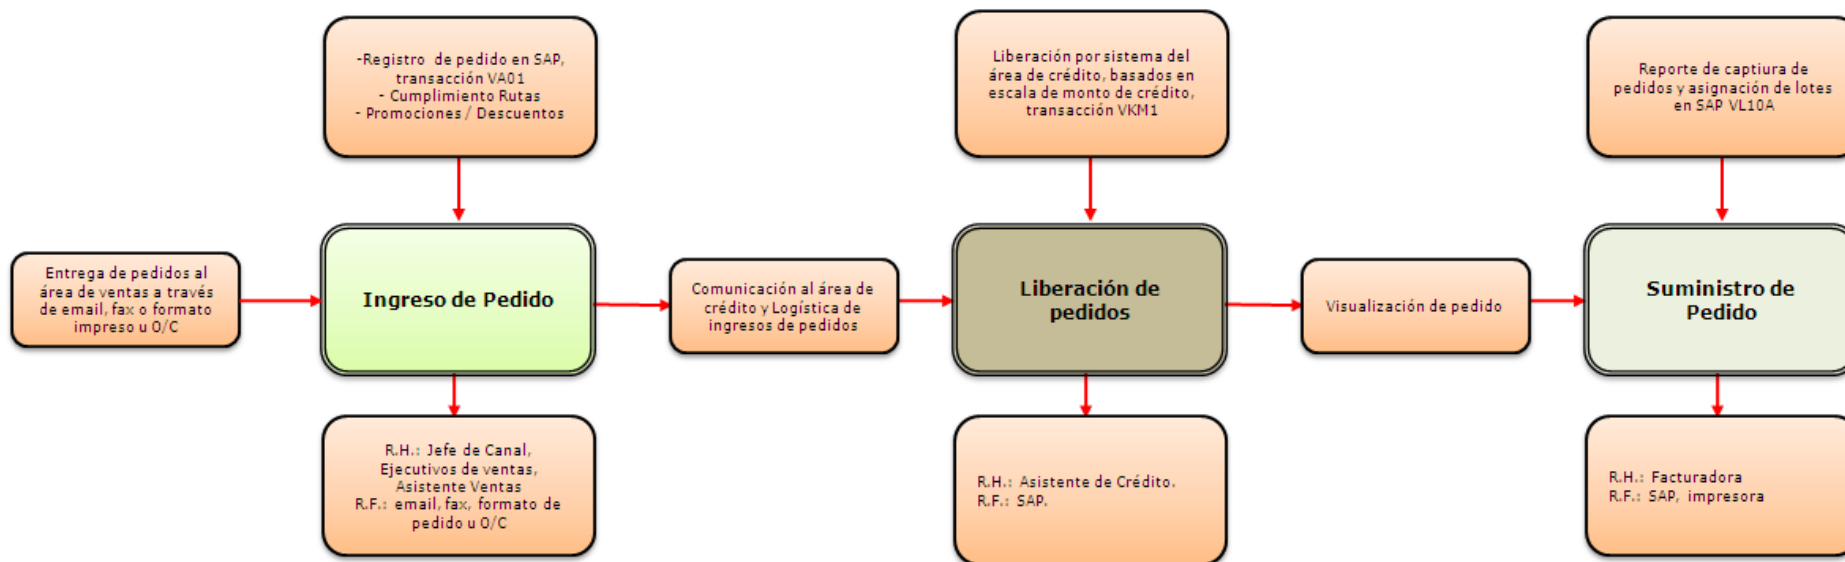 -Registro de pedido en SAP,
transacción VA01
- Cumplimiento Rutas
- Promociones / Descuentos
Liberación por sistema del
área de crédito, basados en
escala de monto de crédito,
transacción VKM1
Reporte de captiura de
pedidos y asignación de lotes
en SAP VL10A
Entrega de pedidos al
área de ventas a través
de email, fax o formato
impreso u O/C
Ingreso de Pedido
Comunicación al área de
crédito y Logística de
ingresos de pedidos
Liberación de
pedidos
Visualización de pedido
Suministro de
Pedido
R.H.: Jefe de Canal,
Ejecutivos de ventas,
Asistente Ventas
R.F.: email, fax, formato de
pedido u O/C
R.H.: Asistente de Crédito.
R.F.: SAP.
R.H.: Facturadora
R.F.: SAP, impresora